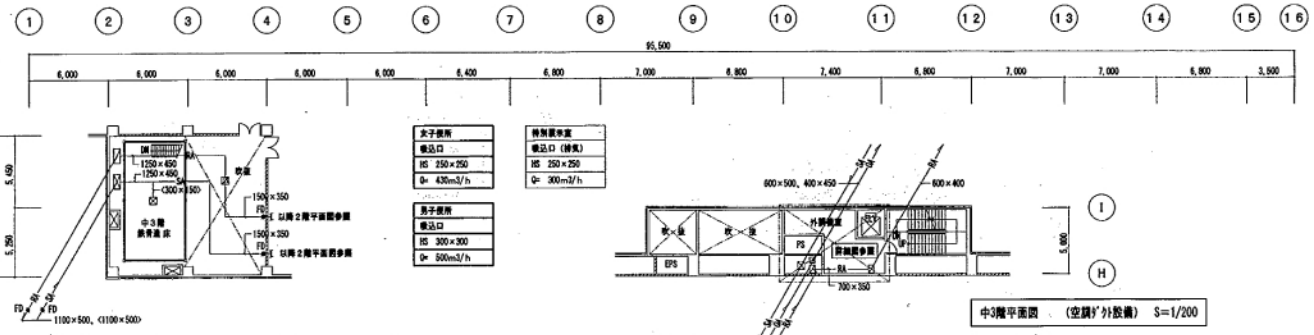 1 2 3 4 5 6 7 8 9 10 11 12 13 14 15 16
95,500
6,000 6,000 6,000 6,000 6,000 6,400 6,800 7,000 6,800 7,400 6,800 7,000 7,000 6,800 3,500
5,450
5,250
DN
RA
1250×450
1250×450
SA
<300×150>
吹抜
中3階
鉄骨造床
1500×350
FD
以降2階平面図参照
1500×350
FD
以降2階平面図参照
FD RA SA FD
1100×500、<1100×500>
女子便所
吸込口
HS 250×250
Q= 430m3/h
男子便所
吸込口
HS 300×300
Q= 500m3/h
特別展示室
吸込口(排気)
HS 250×250
Q= 300m3/h
600×500、400×450
RA
600×400
吹抜
吹抜
外調機室
PS
EPS
詳細図参照
DN
UP
RA
700×350
I
5,600
H
中3階平面図 (空調ダクト設備) S=1/200